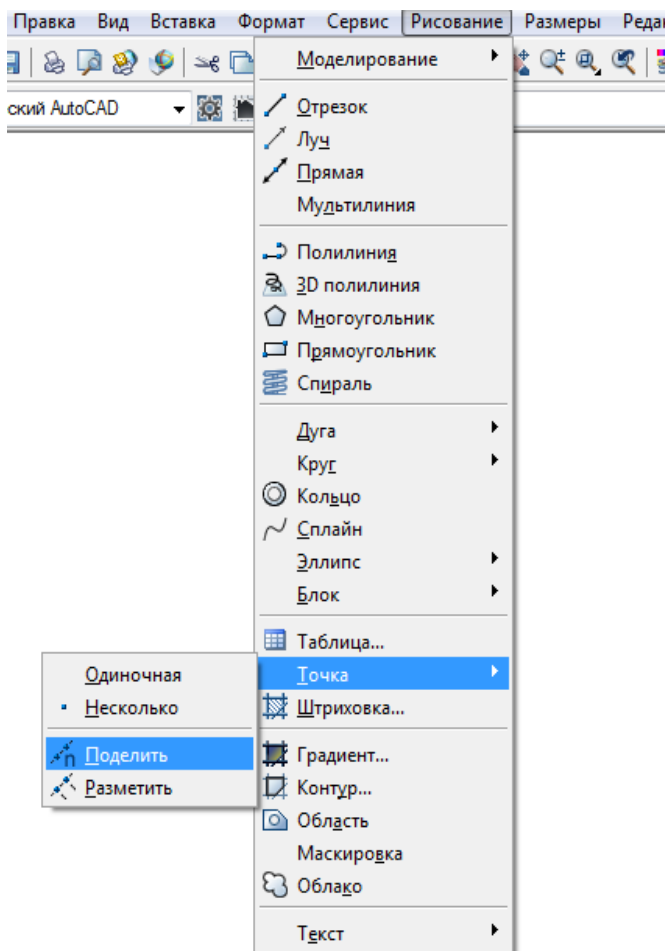 Правка Вид Вставка Формат Сервис Рисование Размеры Редак
ский AutoCAD
Моделирование
Отрезок
Луч
Прямая
Мультилиния
Полилиния
3D полилиния
Многоугольник
Прямоугольник
Спираль
Дуга
Круг
Кольцо
Сплайн
Эллипс
Блок
Таблица...
Точка
Штриховка...
Градиент...
Контур...
Область
Маскировка
Облако
Текст
Одиночная
Несколько
Поделить
Разметить